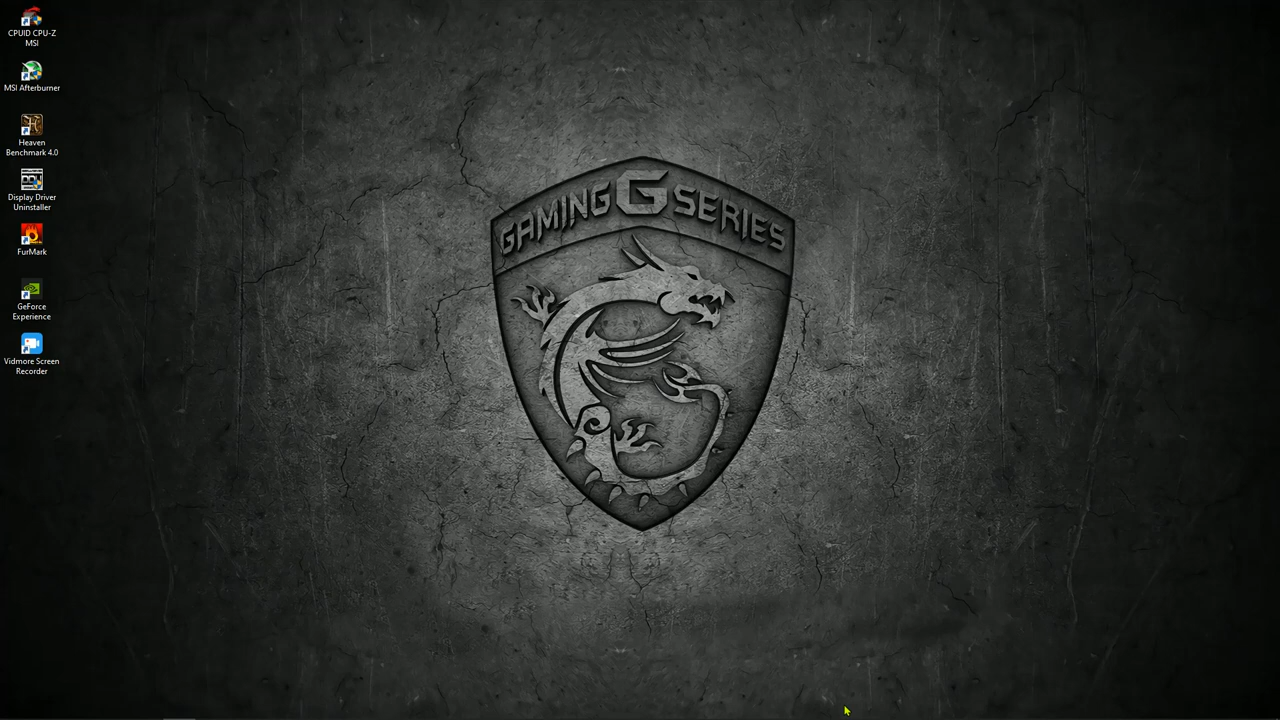 CPUID CPU-Z
MSI
MSI Afterburner
Heaven
Benchmark 4.0
Display Driver
Uninstaller
FurMark
GeForce
Experience
Vidmore Screen
Recorder
GAMING G SERIES